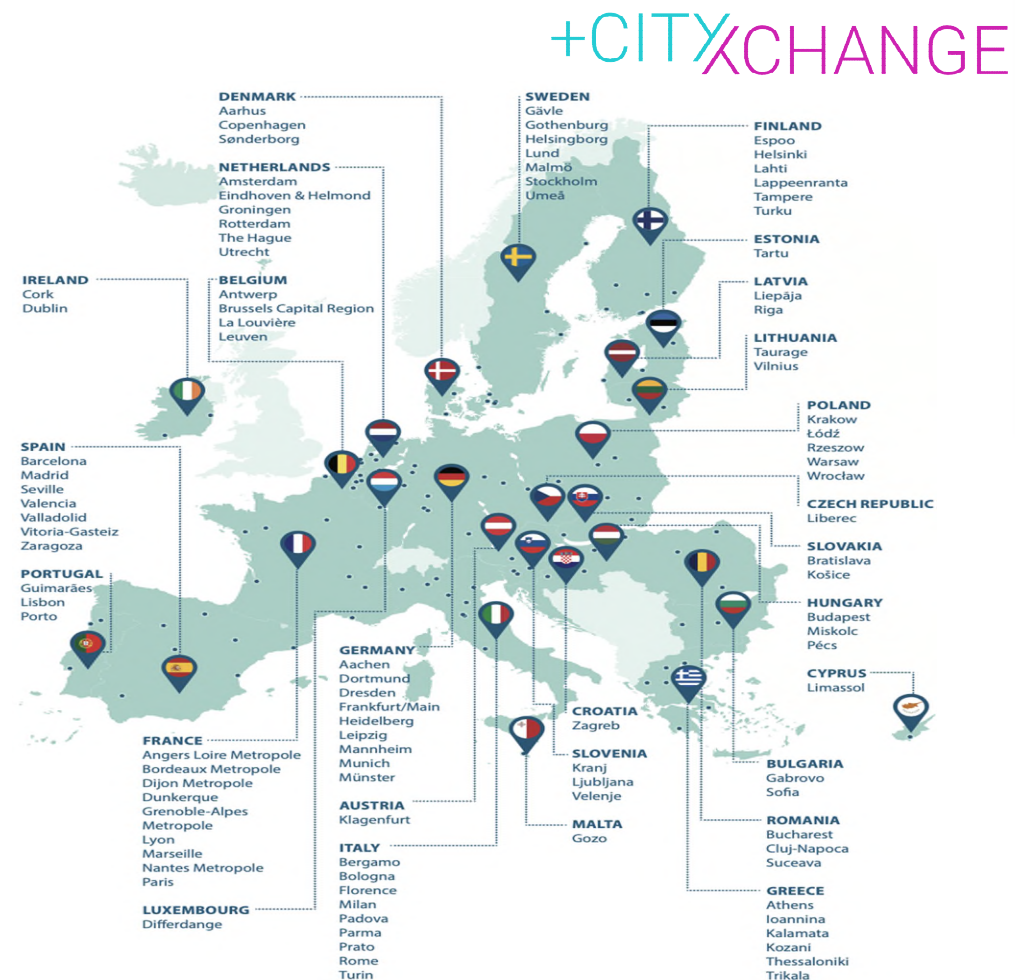 +CITYXCHANGE
DENMARK
Aarhus
Copenhagen
Sønderborg
NETHERLANDS
Amsterdam
Eindhoven & Helmond
Groningen
Rotterdam
The Hague
Utrecht
SWEDEN
Gävle
Gothenburg
Helsingborg
Lund
Malmö
Stockholm
Umeå
FINLAND
Espoo
Helsinki
Lahti
Lappeenranta
Tampere
Turku
ESTONIA
Tartu
LATVIA
Liepāja
Riga
LITHUANIA
Taurage
Vilnius
IRELAND
Cork
Dublin
BELGIUM
Antwerp
Brussels Capital Region
La Louvière
Leuven
POLAND
Krakow
Łódź
Rzeszow
Warsaw
Wrocław
CZECH REPUBLIC
Liberec
SLOVAKIA
Bratislava
Košice
HUNGARY
Budapest
Miskolc
Pécs
CYPRUS
Limassol
SPAIN
Barcelona
Madrid
Seville
Valencia
Valladolid
Vitoria-Gasteiz
Zaragoza
PORTUGAL
Guimarães
Lisbon
Porto
FRANCE
Angers Loire Metropole
Bordeaux Metropole
Dijon Metropole
Dunkerque
Grenoble-Alpes
Metropole
Lyon
Marseille
Nantes Metropole
Paris
LUXEMBOURG
Differdange
GERMANY
Aachen
Dortmund
Dresden
Frankfurt/Main
Heidelberg
Leipzig
Mannheim
Munich
Münster
AUSTRIA
Klagenfurt
ITALY
Bergamo
Bologna
Florence
Milan
Padova
Parma
Prato
Rome
Turin
CROATIA
Zagreb
SLOVENIA
Kranj
Ljubljana
Velenje
MALTA
Gozo
BULGARIA
Gabrovo
Sofia
ROMANIA
Bucharest
Cluj-Napoca
Suceava
GREECE
Athens
Ioannina
Kalamata
Kozani
Thessaloniki
Trikala